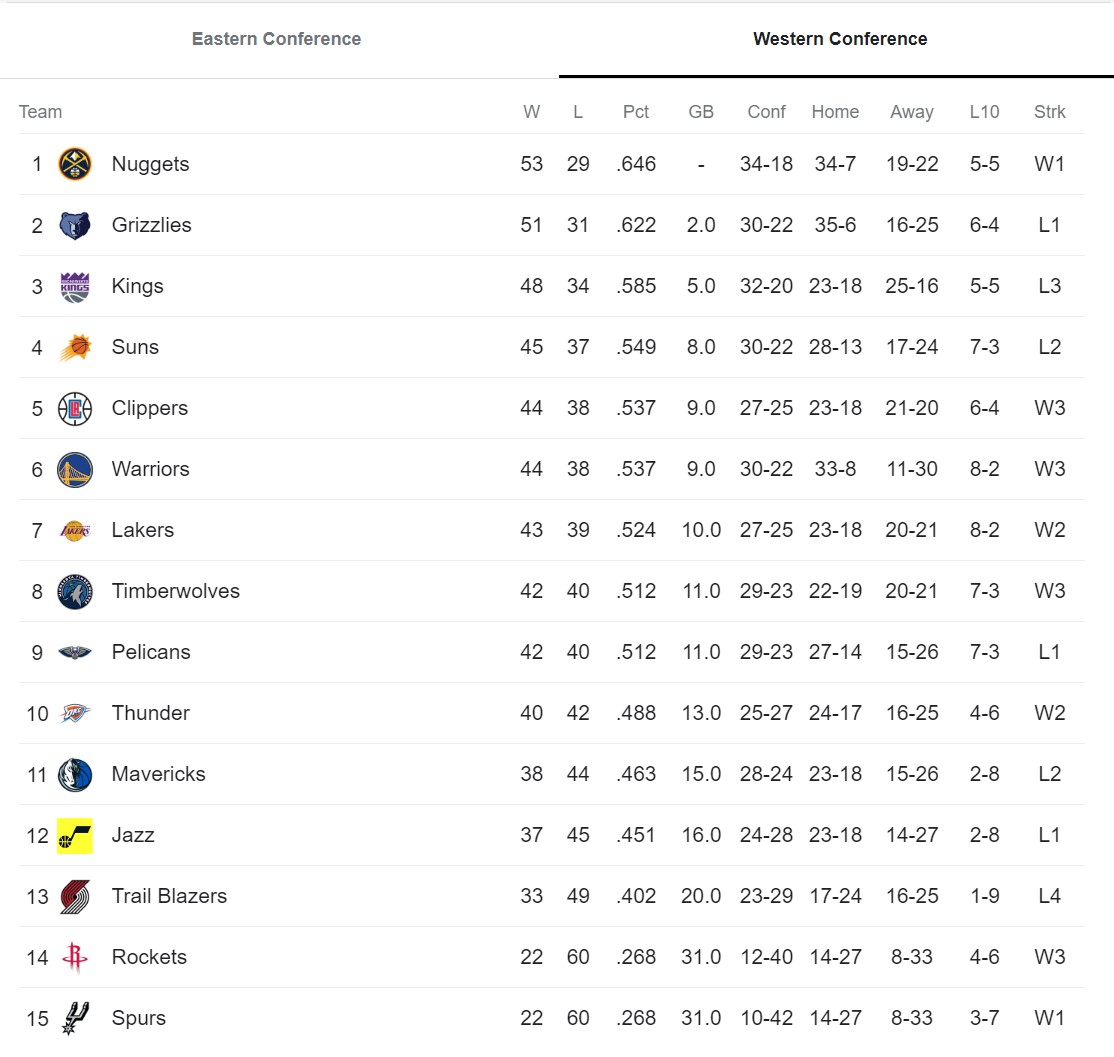 Eastern Conference Western Conference
Team W L Pct GB Conf Home Away L10 Strk
1 Nuggets 53 29 .646 - 34-18 34-7 19-22 5-5 W1
2 Grizzlies 51 31 .622 2.0 30-22 35-6 16-25 6-4 L1
3 KINGS Kings 48 34 .585 5.0 32-20 23-18 25-16 5-5 L3
4 Suns 45 37 .549 8.0 30-22 28-13 17-24 7-3 L2
5 Clippers 44 38 .537 9.0 27-25 23-18 21-20 6-4 W3
6 Warriors 44 38 .537 9.0 30-22 33-8 11-30 8-2 W3
7 LAKERS Lakers 43 39 .524 10.0 27-25 23-18 20-21 8-2 W2
8 Timberwolves 42 40 .512 11.0 29-23 22-19 20-21 7-3 W3
9 Pelicans 42 40 .512 11.0 29-23 27-14 15-26 7-3 L1
10 Thunder 40 42 .488 13.0 25-27 24-17 16-25 4-6 W2
11 Mavericks 38 44 .463 15.0 28-24 23-18 15-26 2-8 L2
12 Jazz 37 45 .451 16.0 24-28 23-18 14-27 2-8 L1
13 Trail Blazers 33 49 .402 20.0 23-29 17-24 16-25 1-9 L4
14 R Rockets 22 60 .268 31.0 12-40 14-27 8-33 4-6 W3
15 Spurs 22 60 .268 31.0 10-42 14-27 8-33 3-7 W1